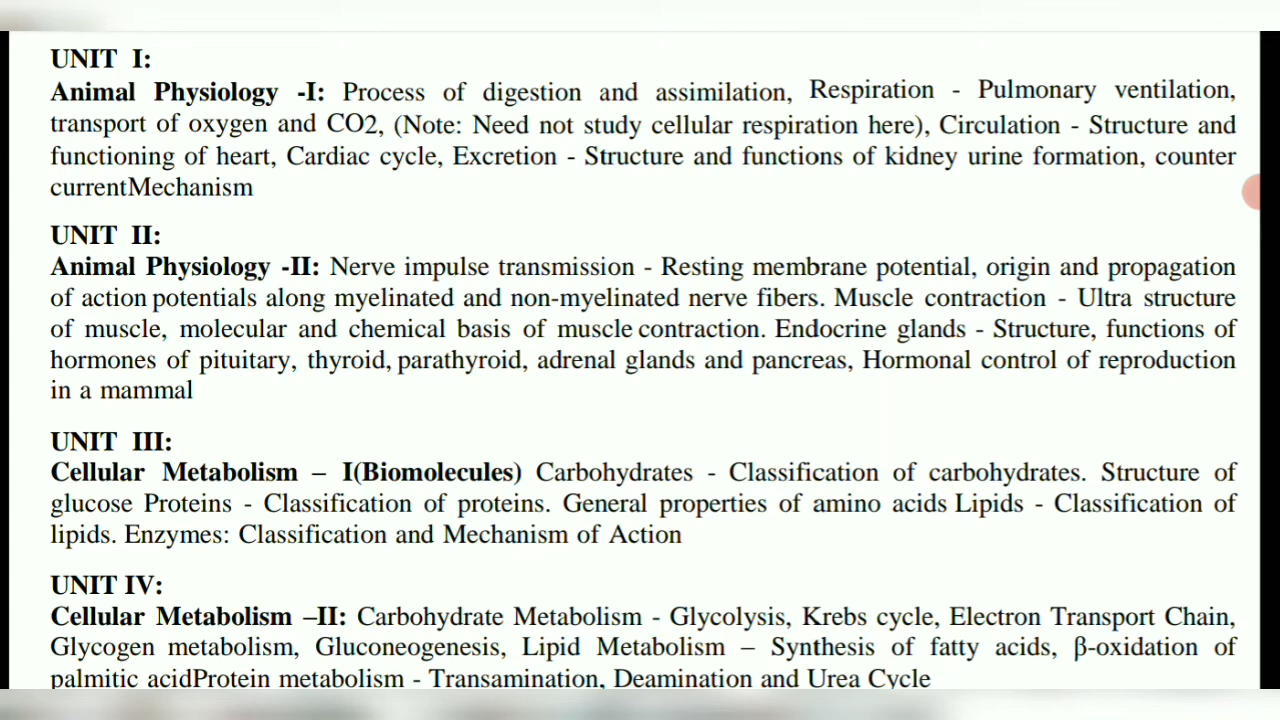 UNIT I:
Animal Physiology -I: Process of digestion and assimilation, Respiration - Pulmonary ventilation,
transport of oxygen and CO2, (Note: Need not study cellular respiration here), Circulation - Structure and
functioning of heart, Cardiac cycle, Excretion - Structure and functions of kidney urine formation, counter
currentMechanism
UNIT II:
Animal Physiology -II: Nerve impulse transmission - Resting membrane potential, origin and propagation
of action potentials along myelinated and non-myelinated nerve fibers. Muscle contraction - Ultra structure
of muscle, molecular and chemical basis of muscle contraction. Endocrine glands - Structure, functions of
hormones of pituitary, thyroid, parathyroid, adrenal glands and pancreas, Hormonal control of reproduction
in a mammal
UNIT III:
Cellular Metabolism – I(Biomolecules) Carbohydrates - Classification of carbohydrates. Structure of
glucose Proteins - Classification of proteins. General properties of amino acids Lipids - Classification of
lipids. Enzymes: Classification and Mechanism of Action
UNIT IV:
Cellular Metabolism –II: Carbohydrate Metabolism - Glycolysis, Krebs cycle, Electron Transport Chain,
Glycogen metabolism, Gluconeogenesis, Lipid Metabolism – Synthesis of fatty acids, β-oxidation of
palmitic acidProtein metabolism - Transamination, Deamination and Urea Cycle